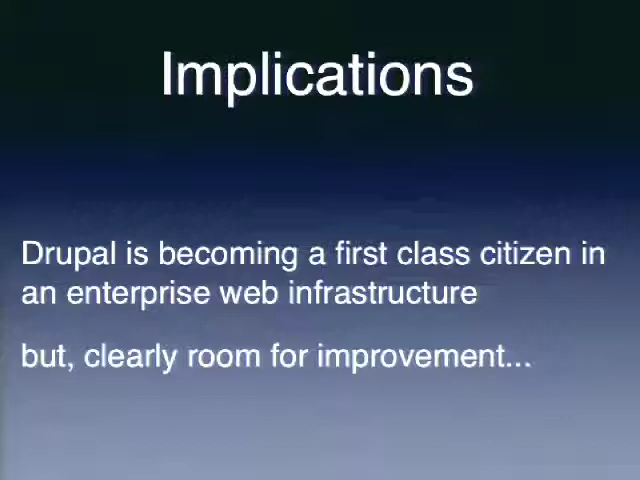 Implications
Drupal is becoming a first class citizen in
an enterprise web infrastructure
but, clearly room for improvement...